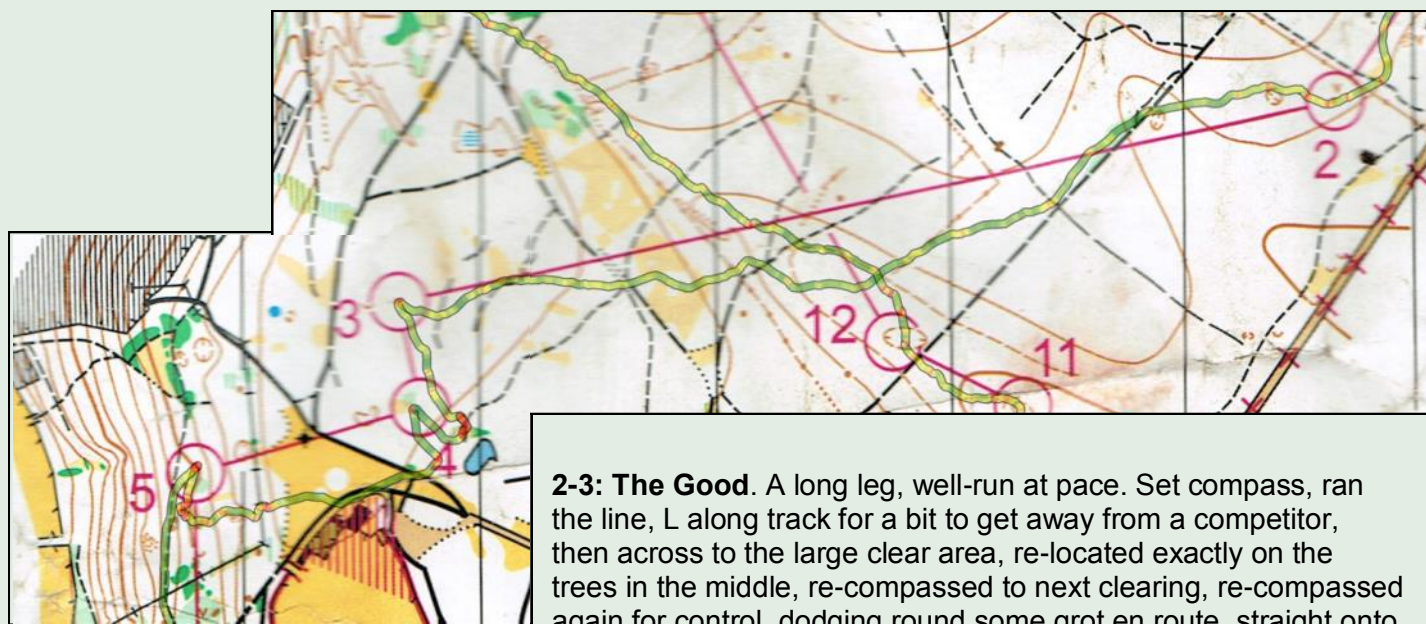 2
3
12
11
4
5
2-3: The Good. A long leg, well-run at pace. Set compass, ran
the line, L along track for a bit to get away from a competitor,
then across to the large clear area, re-located exactly on the
trees in the middle, re-compassed to next clearing, re-compassed
again for control, dodging round some grot en route, straight onto